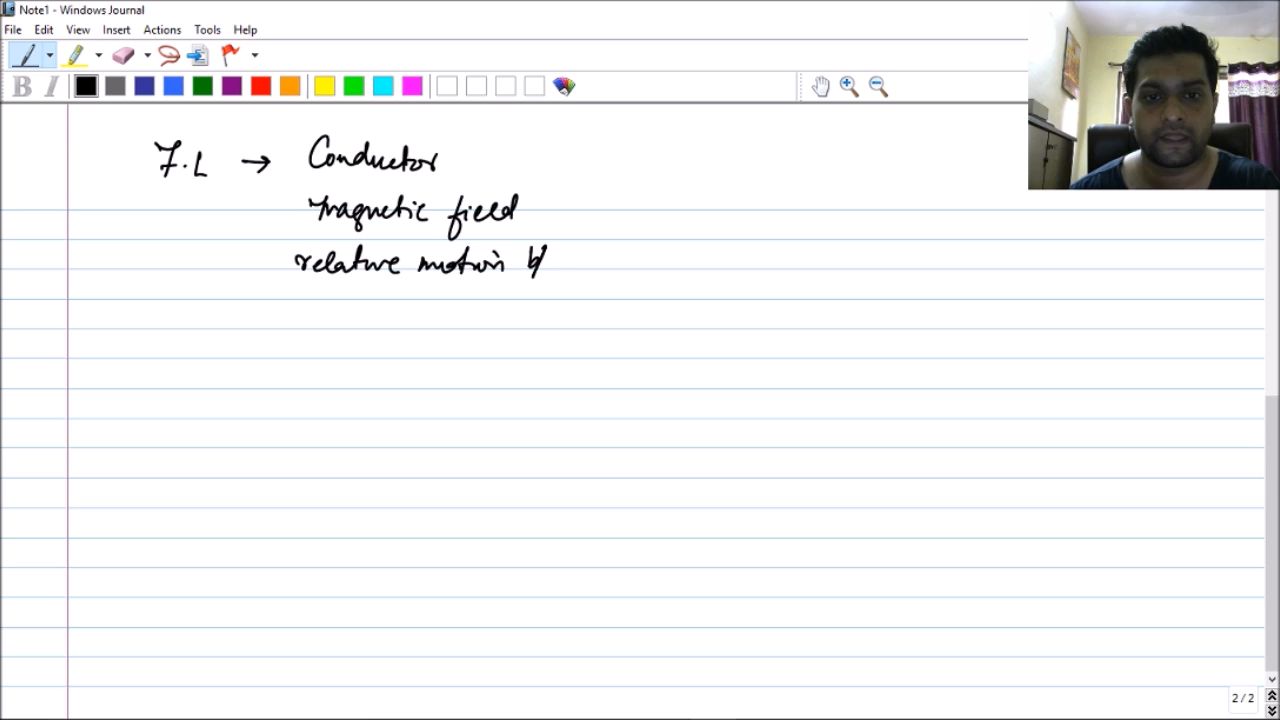 Note1 - Windows Journal
File Edit View Insert Actions Tools Help
B I
F.L → Conductor
Magnetic field
relative motion b/
2/2